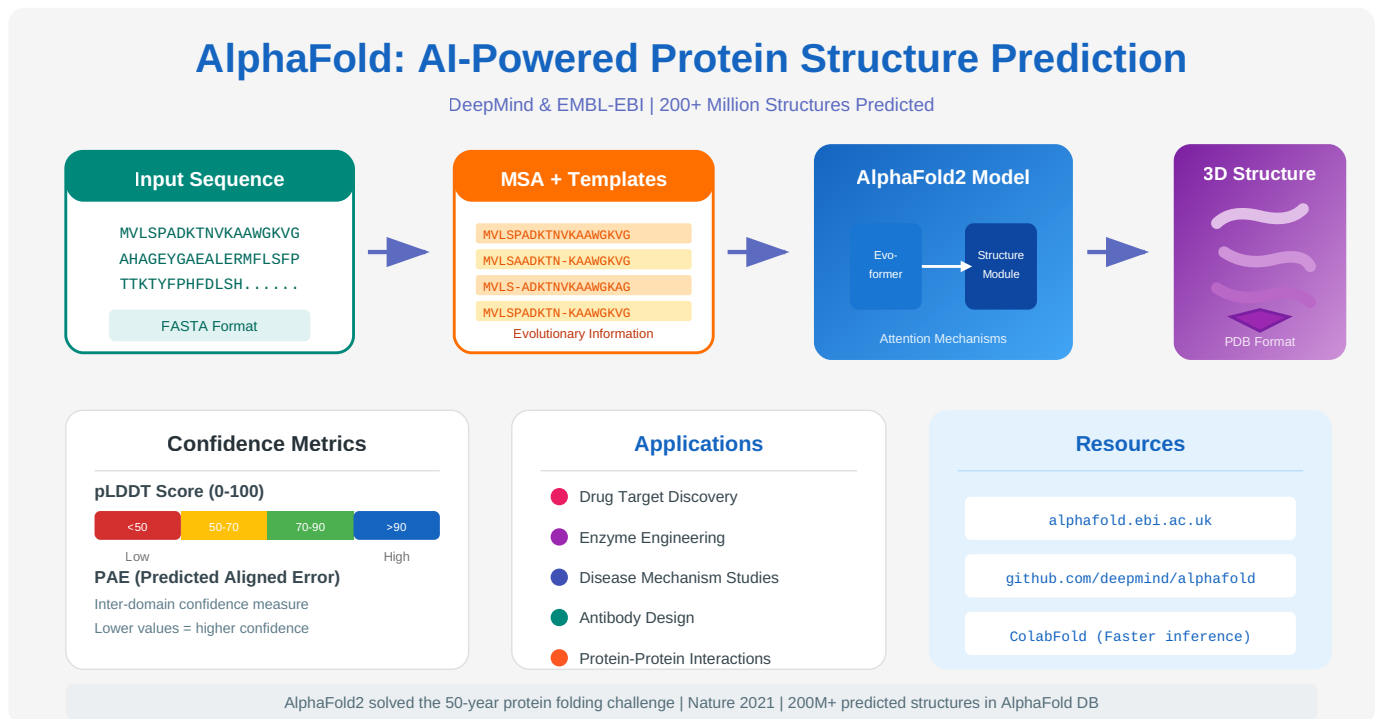 AlphaFold: AI-Powered Protein Structure Prediction
DeepMind & EMBL-EBI | 200+ Million Structures Predicted
Input Sequence
MVLSPADKTNVKAAWGKVG
AHAGEYGAEALERMFLSFP
TTKTYFPHFDLSH......
FASTA Format
MSA + Templates
MVLSPADKTNVKAAWGKVG
MVLSAADKTN-KAAWGKVG
MVLS-ADKTNVKAAWGKAG
MVLSPADKTN-KAAWGKVG
Evolutionary Information
AlphaFold2 Model
Evo-
former
Structure
Module
Attention Mechanisms
3D Structure
PDB Format
Confidence Metrics
pLDDT Score (0-100)
<50 50-70 70-90 >90
Low High
PAE (Predicted Aligned Error)
Inter-domain confidence measure
Lower values = higher confidence
Applications
Drug Target Discovery
Enzyme Engineering
Disease Mechanism Studies
Antibody Design
Protein-Protein Interactions
Resources
alphafold.ebi.ac.uk
github.com/deepmind/alphafold
ColabFold (Faster inference)
AlphaFold2 solved the 50-year protein folding challenge | Nature 2021 | 200M+ predicted structures in AlphaFold DB